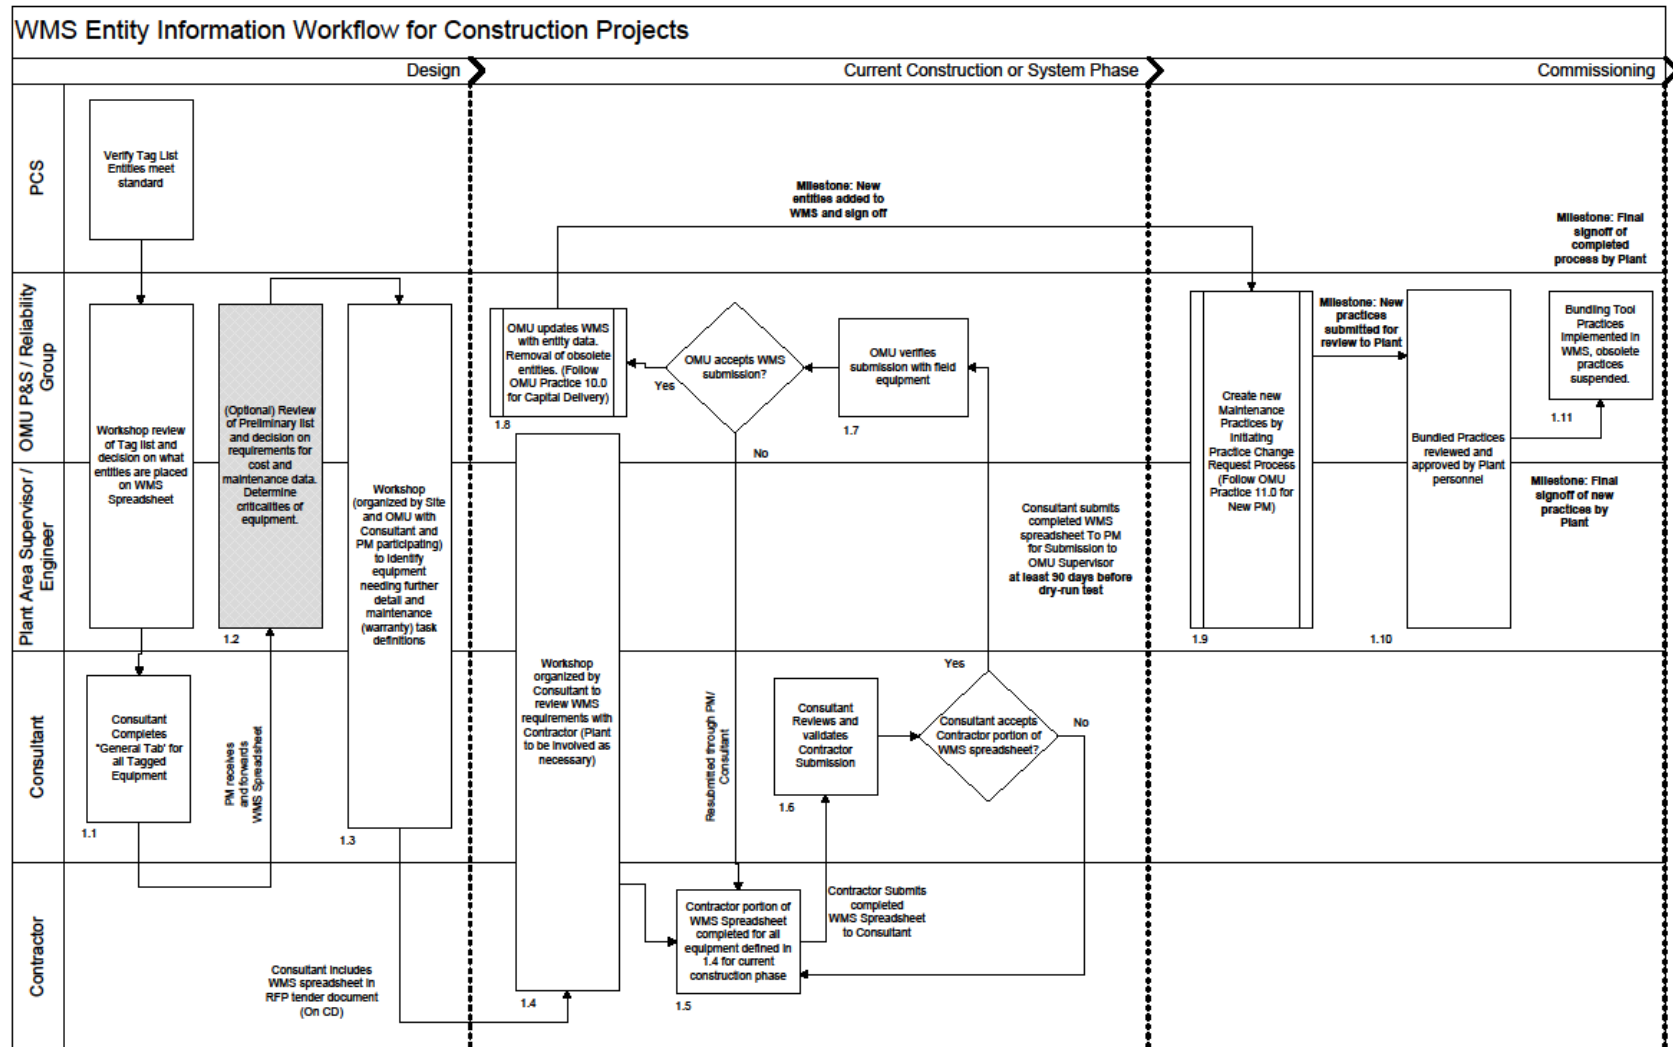 WMS Entity Information Workflow for Construction Projects
Design
Current Construction or System Phase
Commissioning
PCS
Verify Tag List
Entities meet
standard
Milestone: New
entities added to
WMS and sign off
Milestone: Final
signoff of
completed
process by Plant
OMU P&S / Reliability
Group
Plant Area Supervisor /
Engineer
Workshop review
of Tag list and
decision on what
entities are placed
on WMS
Spreadsheet
(Optional) Review
of Preliminary list
and decision on
requirements for
cost and
maintenance data.
Determine
criticalities of
equipment.
1.2
Workshop
(organized by Site
and OMU with
Consultant and
PM participating)
to identify
equipment
needing further
detail and
maintenance
(warranty) task
definitions
1.3
OMU updates WMS
with entity data.
Removal of obsolete
entities. (Follow
OMU Practice 10.0
for Capital Delivery)
1.8
OMU accepts WMS
submission?
Yes
No
OMU verifies
submission with field
equipment
1.7
Consultant submits
completed WMS
spreadsheet To PM
for Submission to
OMU Supervisor
at least 90 days before
dry-run test
Create new
Maintenance
Practices by
Initiating
Practice Change
Request Process
(Follow OMU
Practice 11.0 for
New PM)
1.9
Milestone: New
practices
submitted for
review to Plant
Bundled Practices
reviewed and
approved by Plant
personnel
1.10
Bundling Tool
Practices
Implemented in
WMS, obsolete
practices
suspended.
1.11
Milestone: Final
signoff of new
practices by
Plant
Consultant
Consultant
Completes
"General Tab' for
all Tagged
Equipment
1.1
PM receives
and forwards
WMS Spreadsheet
Workshop
organized by
Consultant to
review WMS
requirements with
Contractor (Plant
to be involved as
necessary)
1.4
Resubmitted through PM/
Consultant
Consultant
Reviews and
validates
Contractor
Submission
1.6
Yes
Consultant accepts
Contractor portion of
WMS spreadsheet?
No
Contractor
Consultant includes
WMS spreadsheet in
RFP tender document
(On CD)
Contractor portion of
WMS Spreadsheet
completed for all
equipment defined in
1.4 for current
construction phase
1.5
Contractor Submits
completed
WMS Spreadsheet
to Consultant